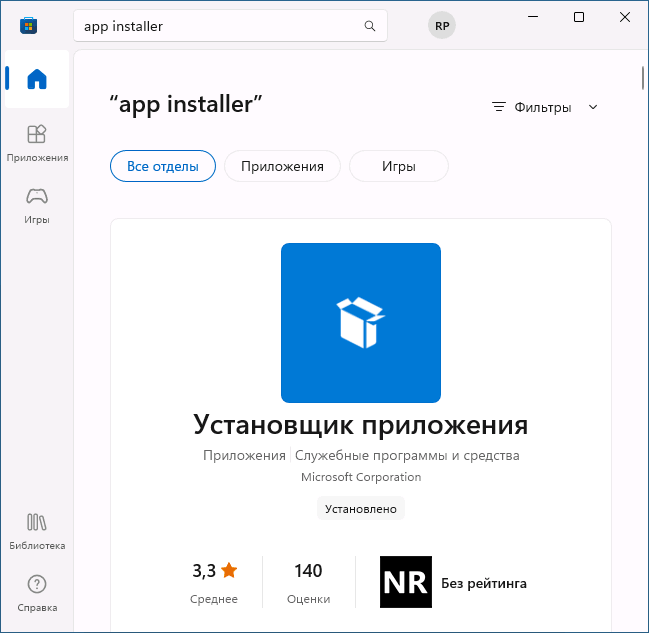 app installer
RP
“app installer”
Фильтры
Все отделы
Приложения
Игры
Приложения
Игры
Установщик приложения
Приложения
Служебные программы и средства
Microsoft Corporation
Установлено
3,3
140
NR
Без рейтинга
Среднее
Оценки
Библиотека
Справка